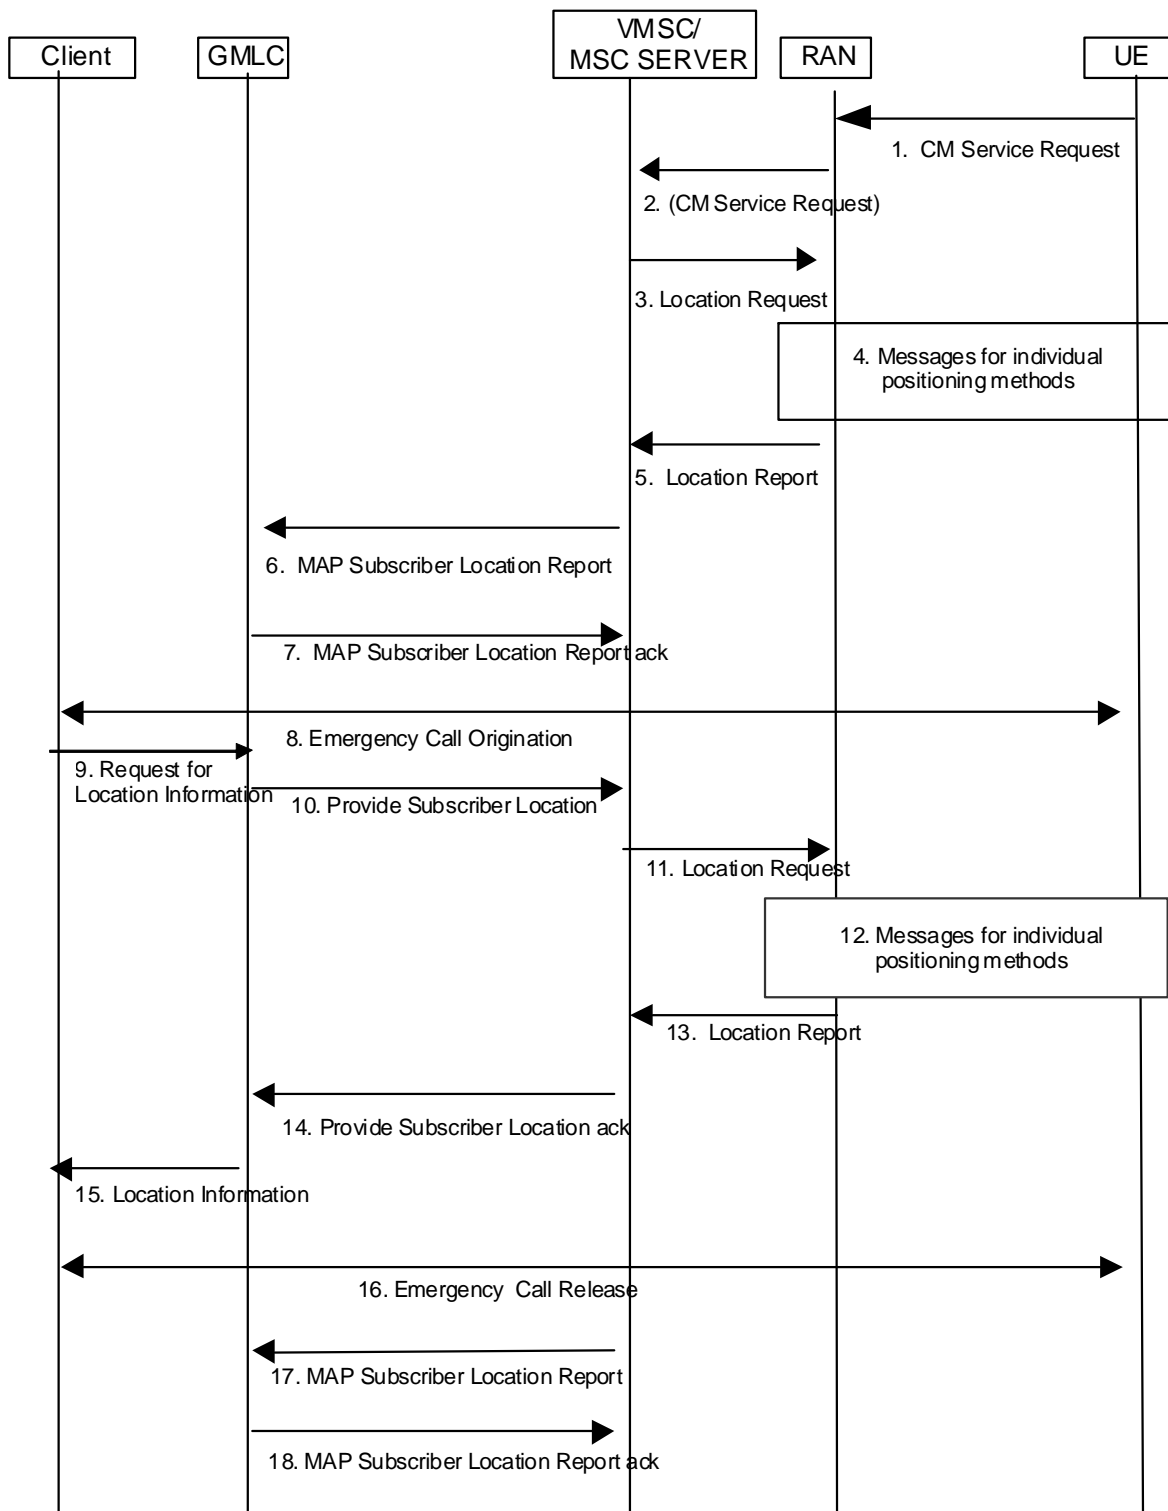 Client
GMLC
VMSC/
MSC SERVER
RAN
UE
1. CM Service Request
2. (CM Service Request)
3. Location Request
4. Messages for individual
positioning methods
5. Location Report
6. MAP Subscriber Location Report
7. MAP Subscriber Location Report ack
8. Emergency Call Origination
9. Request for
Location Information
10. Provide Subscriber Location
11. Location Request
12. Messages for individual
positioning methods
13. Location Report
14. Provide Subscriber Location ack
15. Location Information
16. Emergency Call Release
17. MAP Subscriber Location Report
18. MAP Subscriber Location Report ack